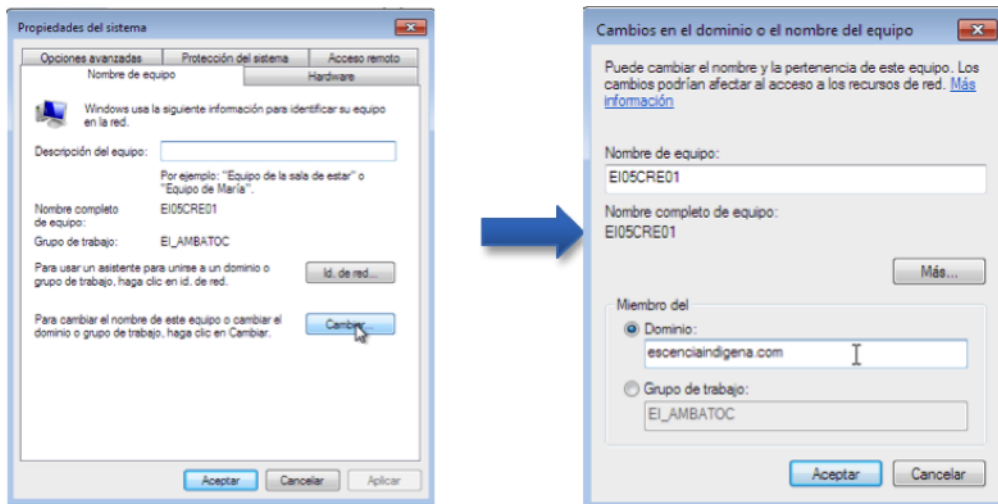 Propiedades del sistema
Opciones avanzadas
Protección del sistema
Acceso remoto
Nombre de equipo
Hardware
Windows usa la siguiente información para identificar su equipo
en la red.
Descripción del equipo:
Por ejemplo: "Equipo de la sala de estar" o
"Equipo de María".
Nombre completo
de equipo:
EI05CRE01
Grupo de trabajo:
EI_AMBATOC
Para usar un asistente para unirse a un dominio o
grupo de trabajo, haga clic en id. de red.
Id. de red...
Para cambiar el nombre de este equipo o cambiar el
dominio o grupo de trabajo, haga clic en Cambiar.
Cambiar...
Aceptar
Cancelar
Aplicar
Cambios en el dominio o el nombre del equipo
Puede cambiar el nombre y la pertenencia de este equipo. Los
cambios podrían afectar al acceso a los recursos de red. Más
información
Nombre de equipo:
EI05CRE01
Nombre completo de equipo:
EI05CRE01
Más...
Miembro del
Dominio:
escenciaindigena.com
Grupo de trabajo:
EI_AMBATOC
Aceptar
Cancelar